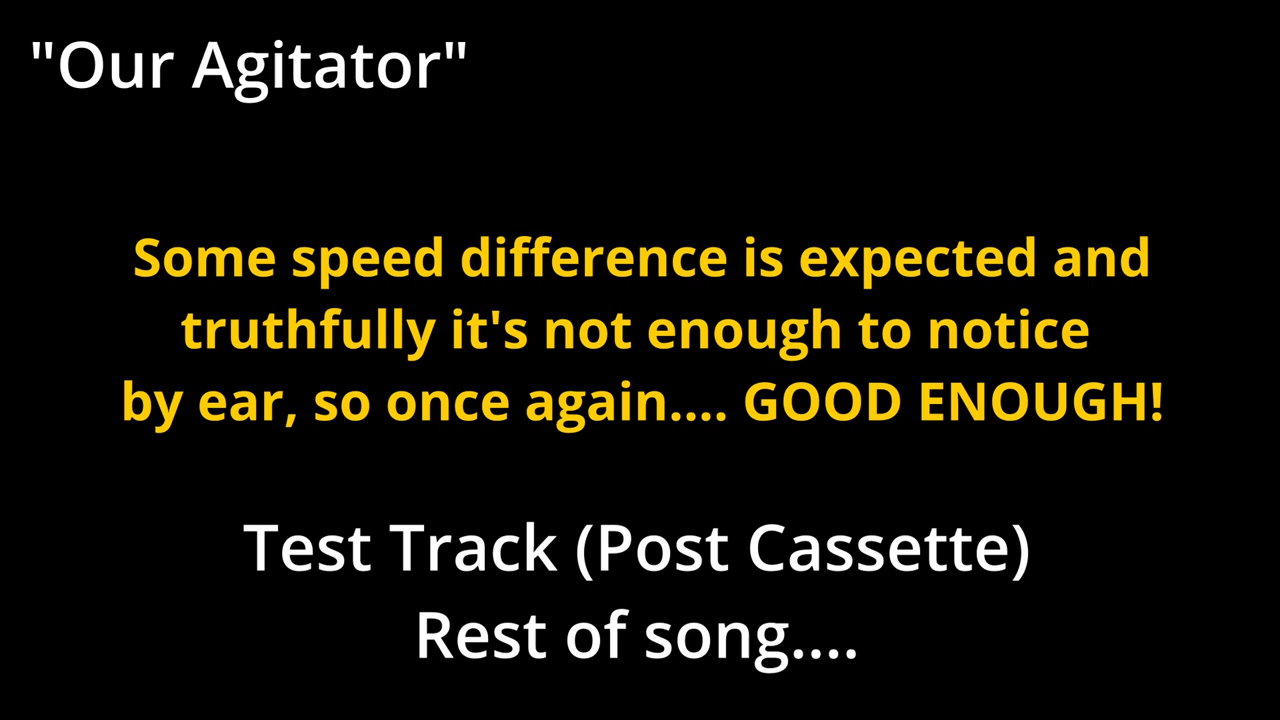 "Our Agitator"
Some speed difference is expected and
truthfully it's not enough to notice
by ear, so once again.... GOOD ENOUGH!
Test Track (Post Cassette)
Rest of song....